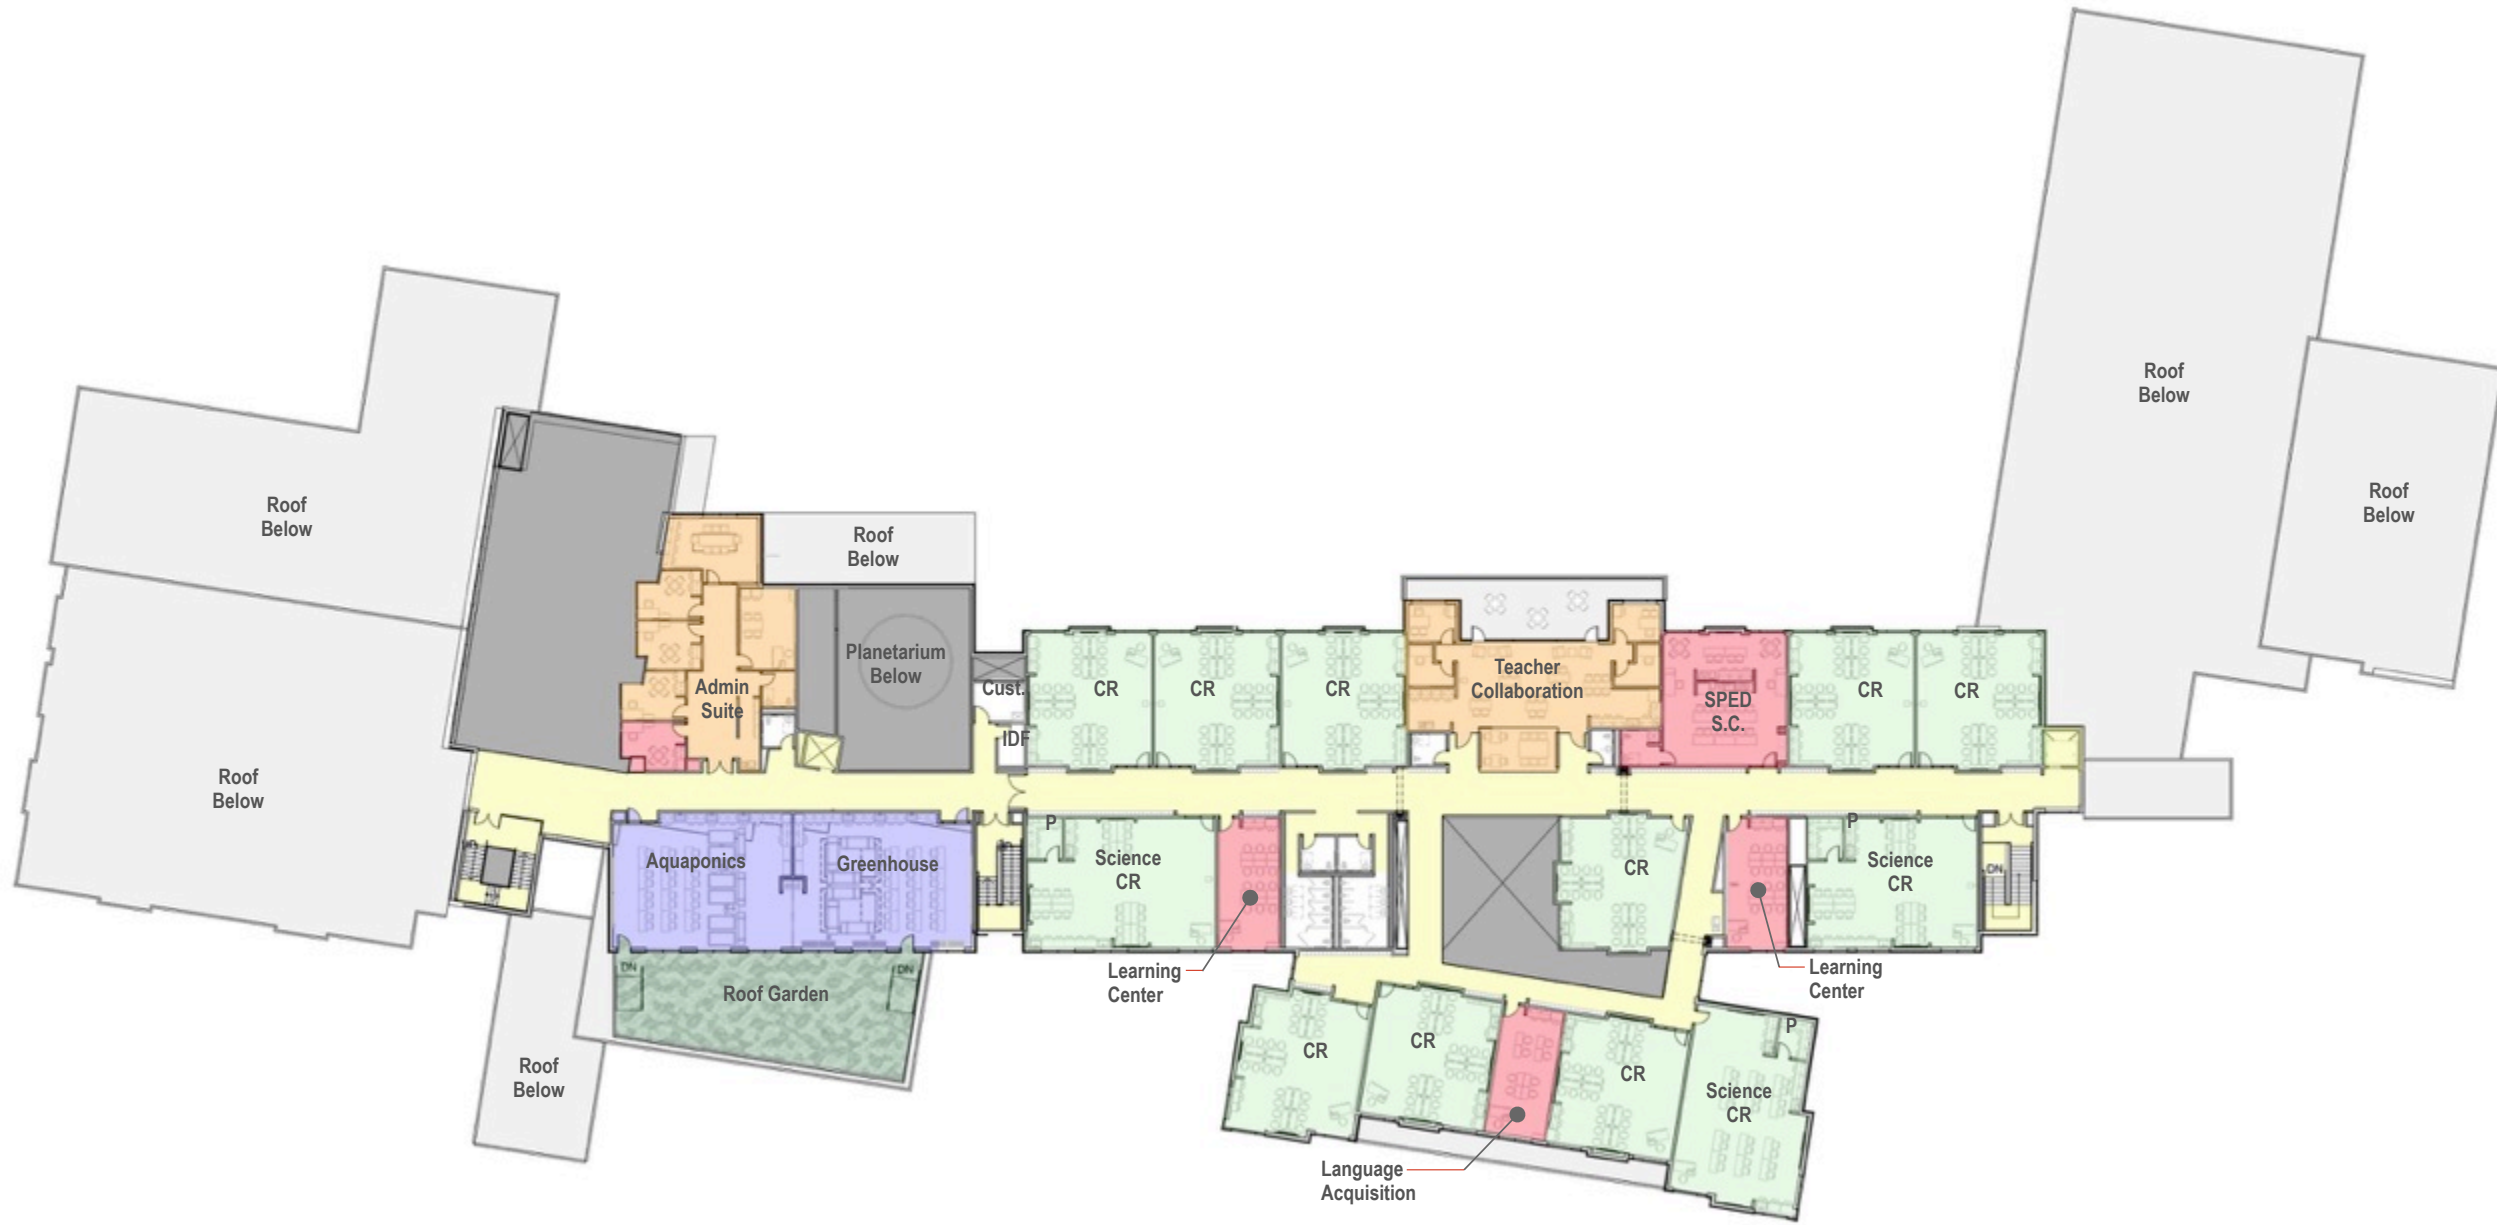 Roof
Below
Roof
Below
Roof
Below
Roof
Below
Roof
Below
Planetarium
Below
Teacher
Collaboration
Admin
Suite
Cust.
CR
CR
CR
SPED
S.C.
CR
CR
IDF
Roof
Below
P
P
Aquaponics
Greenhouse
Science
CR
CR
Science
CR
DN
Learning
Center
Learning
Center
DN
DN
Roof Garden
P
CR
CR
CR
Science
CR
Roof
Below
Language
Acquisition